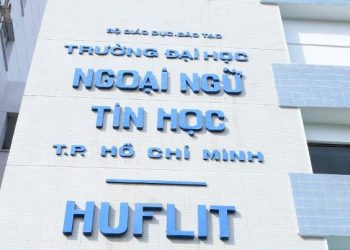 BỘ GIÁO DỤC.ĐÀO TẠO
TRƯỜNG ĐẠI HỌC
NGOẠI NGỮ
TIN HỌC
T.P. HỒ CHÍ MINH
HUFLIT